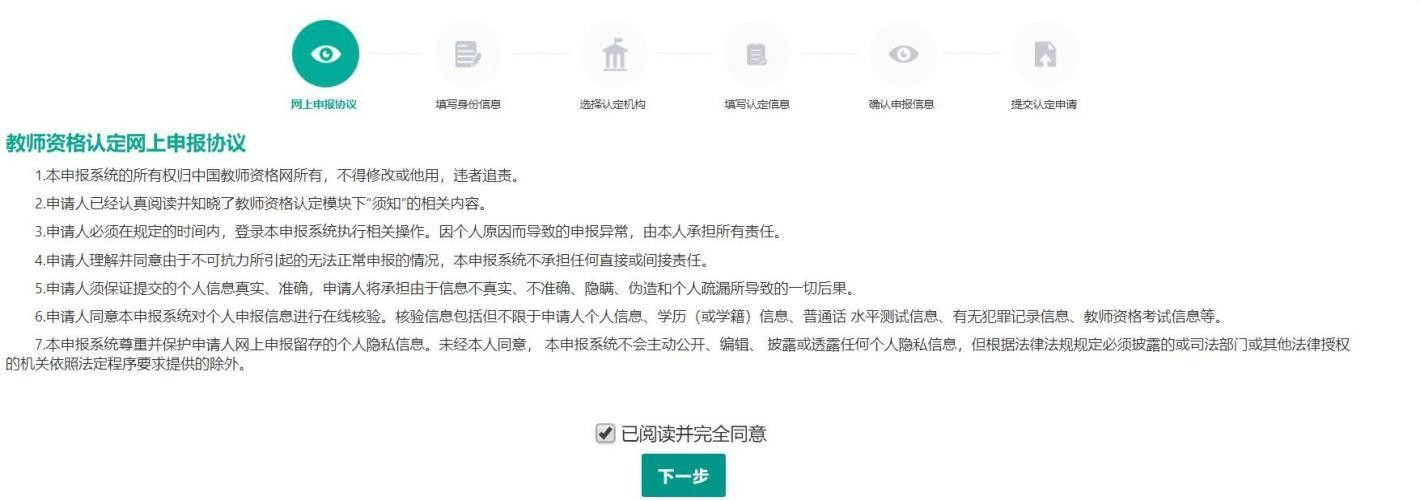 网上申报协议 填写身份信息 选择认定机构 填写认定信息 确认申报信息 提交认定申请
教师资格认定网上申报协议
1.本申报系统的所有权归中国教师资格网所有，不得修改或他用，违者追责。
2.申请人已经认真阅读并知晓了教师资格认定模块下”须知”的相关内容。
3.申请人必须在规定的时间内，登录本申报系统执行相关操作。因个人原因而导致的申报异常，由本人承担所有责任。
4.申请人理解并同意由于不可抗力所引起的无法正常申报的情况，本申报系统不承担任何直接或间接责任。
5.申请人须保证提交的个人信息真实、准确，申请人将承担由于信息不真实、不准确、隐瞒、伪造和个人疏漏所导致的一切后果。
6.申请人同意本申报系统对个人申报信息进行在线核验。核验信息包括但不限于申请人个人信息、学历（或学籍）信息、普通话 水平测试信息、有无犯罪记录信息、教师资格考试信息等。
7.本申报系统尊重并保护申请人网上申报留存的个人隐私信息。未经本人同意， 本申报系统不会主动公开、编辑、 披露或透露任何个人隐私信息，但根据法律法规规定必须披露的或司法部门或其他法律授权
的机关依照法定程序要求提供的除外。
已阅读并完全同意
下一步